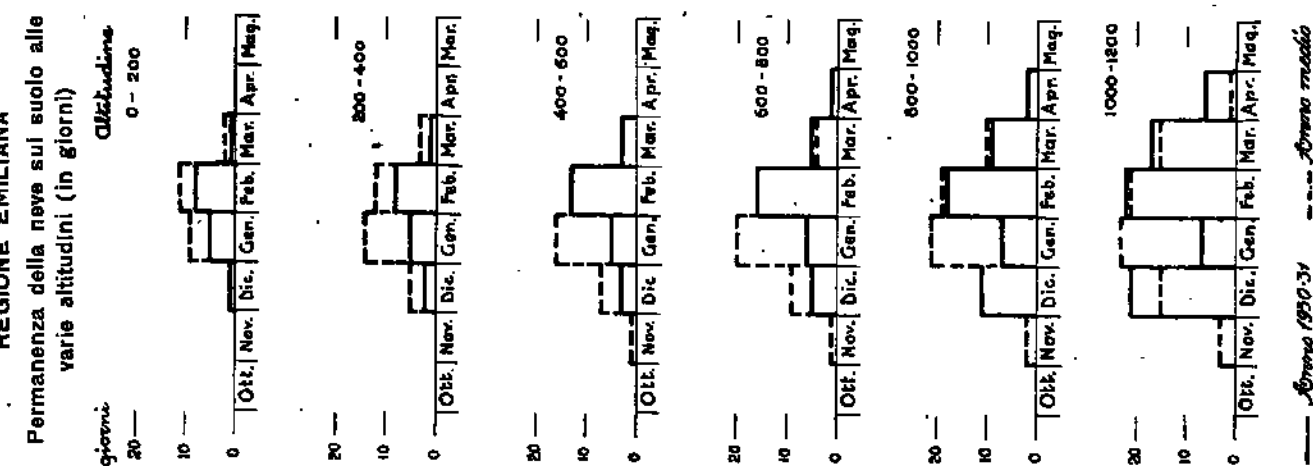 REGIONE EMILIANA
Permanenza della neve sul suolo alle
varie altitudini (in giorni)
giorni
Altitudine
20
0 - 200
10
0
Ott. Nov. Dic. Gen. Feb. Mar. Apr. Mag.
20
200 - 400
10
0
Ott. Nov. Dic. Gen. Feb. Mar. Apr. Mar.
20
400 - 600
10
0
Ott. Nov. Dic Gen. Feb. Mar. Apr. Mag.
20
600 - 800
10
0
Ott. Nov. Dic. Gen. Feb. Mar. Apr. Mag.
20
800 - 1000
10
0
Ott. Nov. Dic. Gen. Feb. Mar. Apr. Mag.
20
1000 - 1200
10
0
Ott. Nov. Dic. Gen. Feb. Mar. Apr. Mag.
Anno 1930-31
Anno medio